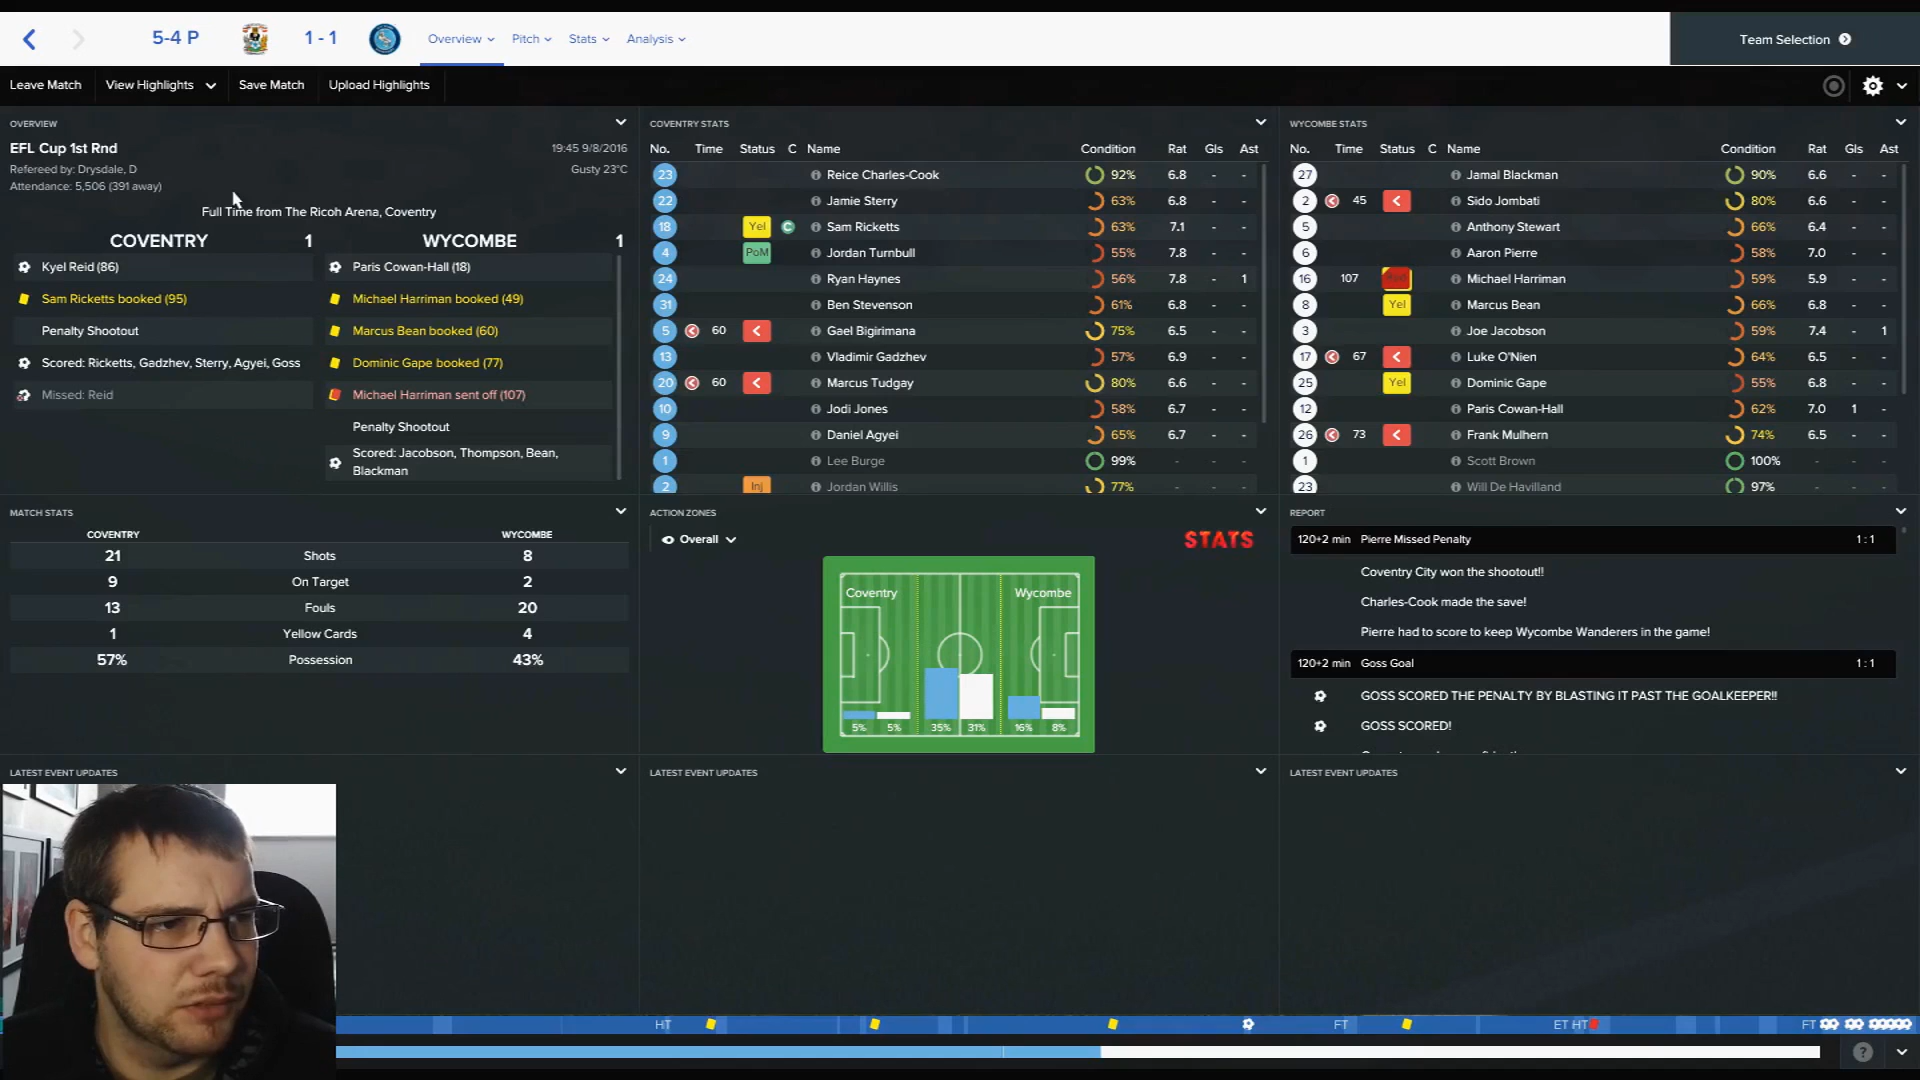 5-4 P
1 - 1
Overview
Pitch
Stats
Analysis
Team Selection
Leave Match
View Highlights
Save Match
Upload Highlights
OVERVIEW
EFL Cup 1st Rnd
19:45 9/8/2016
Refereed by: Drysdale, D
Gusty 23°C
Attendance: 5,506 (391 away)
Full Time from The Ricoh Arena, Coventry
COVENTRY 1
WYCOMBE 1
Kyel Reid (86)
Paris Cowan-Hall (18)
Sam Ricketts booked (95)
Michael Harriman booked (49)
Penalty Shootout
Marcus Bean booked (60)
Scored: Ricketts, Gadzhev, Sterry, Agyei, Goss
Dominic Gape booked (77)
Missed: Reid
Michael Harriman sent off (107)
Penalty Shootout
Scored: Jacobson, Thompson, Bean,
Blackman
COVENTRY STATS
No. Time Status C Name Condition Rat Gls Ast
23 Reice Charles-Cook 92% 6.8 - -
22 Jamie Sterry 63% 6.8 - -
18 Yel C Sam Ricketts 63% 7.1 - -
4 PoM Jordan Turnbull 55% 7.8 - -
24 Ryan Haynes 56% 7.8 - 1
31 Ben Stevenson 61% 6.8 - -
5 60 Gael Bigirimana 75% 6.5 - -
13 Vladimir Gadzhev 57% 6.9 - -
20 60 Marcus Tudgay 80% 6.6 - -
10 Jodi Jones 58% 6.7 - -
9 Daniel Agyei 65% 6.7 - -
1 Lee Burge 99% - - -
2 Inj Jordan Willis 77% - - -
WYCOMBE STATS
No. Time Status C Name Condition Rat Gls Ast
27 Jamal Blackman 90% 6.6 - -
2 45 Sido Jombati 80% 6.6 - -
5 Anthony Stewart 66% 6.4 - -
6 Aaron Pierre 58% 7.0 - -
16 107 Michael Harriman 59% 5.9 - -
8 Yel Marcus Bean 66% 6.8 - -
3 Joe Jacobson 59% 7.4 - 1
17 67 Luke O'Nien 64% 6.5 - -
25 Yel Dominic Gape 55% 6.8 - -
12 Paris Cowan-Hall 62% 7.0 1 -
26 73 Frank Mulhern 74% 6.5 - -
1 Scott Brown 100% - - -
23 Will De Havilland 97% - - -
MATCH STATS
COVENTRY WYCOMBE
21 Shots 8
9 On Target 2
13 Fouls 20
1 Yellow Cards 4
57% Possession 43%
ACTION ZONES
Overall
STATS
Coventry Wycombe
5% 5% 35% 31% 16% 8%
REPORT
120+2 min Pierre Missed Penalty 1 : 1
Coventry City won the shootout!!
Charles-Cook made the save!
Pierre had to score to keep Wycombe Wanderers in the game!
120+2 min Goss Goal 1 : 1
GOSS SCORED THE PENALTY BY BLASTING IT PAST THE GOALKEEPER!!
GOSS SCORED!
LATEST EVENT UPDATES
LATEST EVENT UPDATES
LATEST EVENT UPDATES
HT FT ET HT FT
?